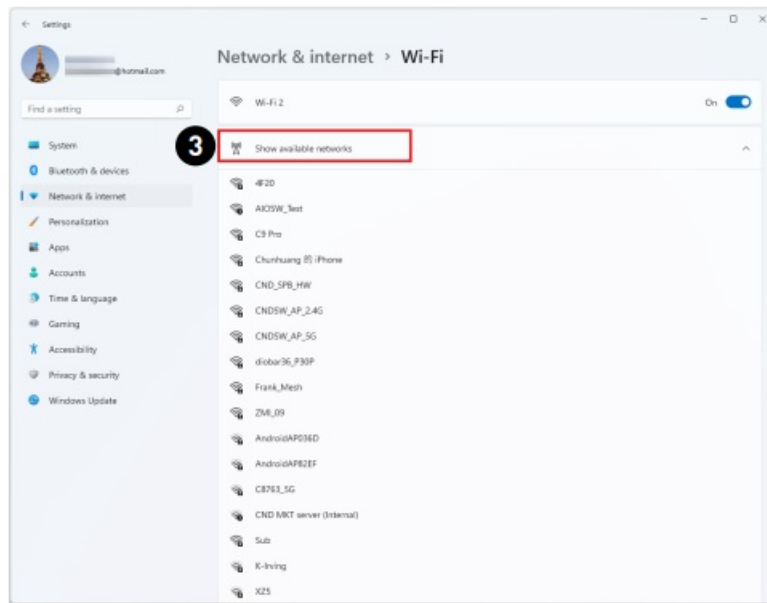 Settings
@hotmail.com
Find a setting
System
Bluetooth & devices
Network & internet
Personalization
Apps
Accounts
Time & language
Gaming
Accessibility
Privacy & security
Windows Update
Network & internet > Wi-Fi
Wi-Fi 2 On
3 Show available networks
4F20
AIOSW_Test
C9 Pro
Chunhuang 的 iPhone
CND_SPB_HW
CNDSW_AP_2.4G
CNDSW_AP_5G
diobar36_P30P
Frank_Mesh
ZMI_09
AndroidAP036D
AndroidAP82EF
C8763_5G
CND MKT server (Internal)
Sub
K-Irving
XZ5